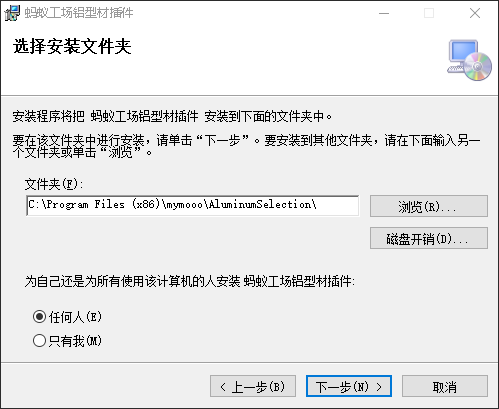 蚂蚁工场铝型材插件
选择安装文件夹
安装程序将把 蚂蚁工场铝型材插件 安装到下面的文件夹中。
要在该文件夹中进行安装，请单击“下一步”。要安装到其他文件夹，请在下面输入另一
个文件夹或单击“浏览”。
文件夹(F):
C:\Program Files (x86)\mymooo\AluminumSelection\
浏览(R)...
磁盘开销(D)...
为自己还是为所有使用该计算机的人安装 蚂蚁工场铝型材插件:
任何人(E)
只有我(M)
< 上一步(B)
下一步(N) >
取消